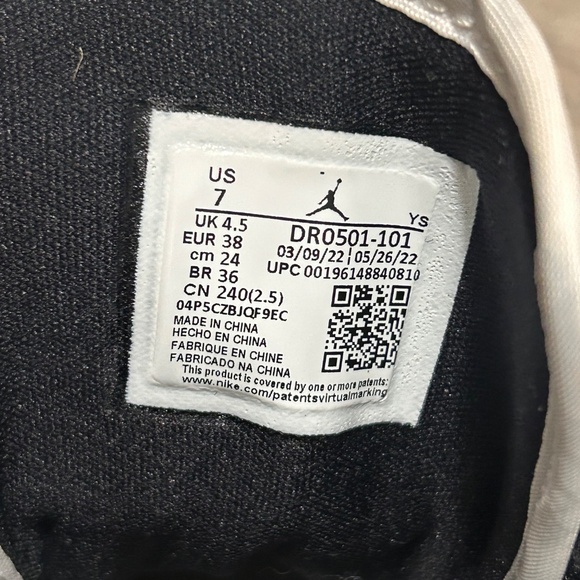 US
7
YS
UK 4.5
EUR 38
cm 24
BR 36
CN 240(2.5)
DR0501-101
03/09/22 | 05/26/22
UPC 00196148840810
04P5CZBJQF9EC
MADE IN CHINA
HECHO EN CHINA
FABRIQUE EN CHINE
FABRICADO NA CHINA
This product is covered by one or more patents:
www.nike.com/patentsvirtualmarking